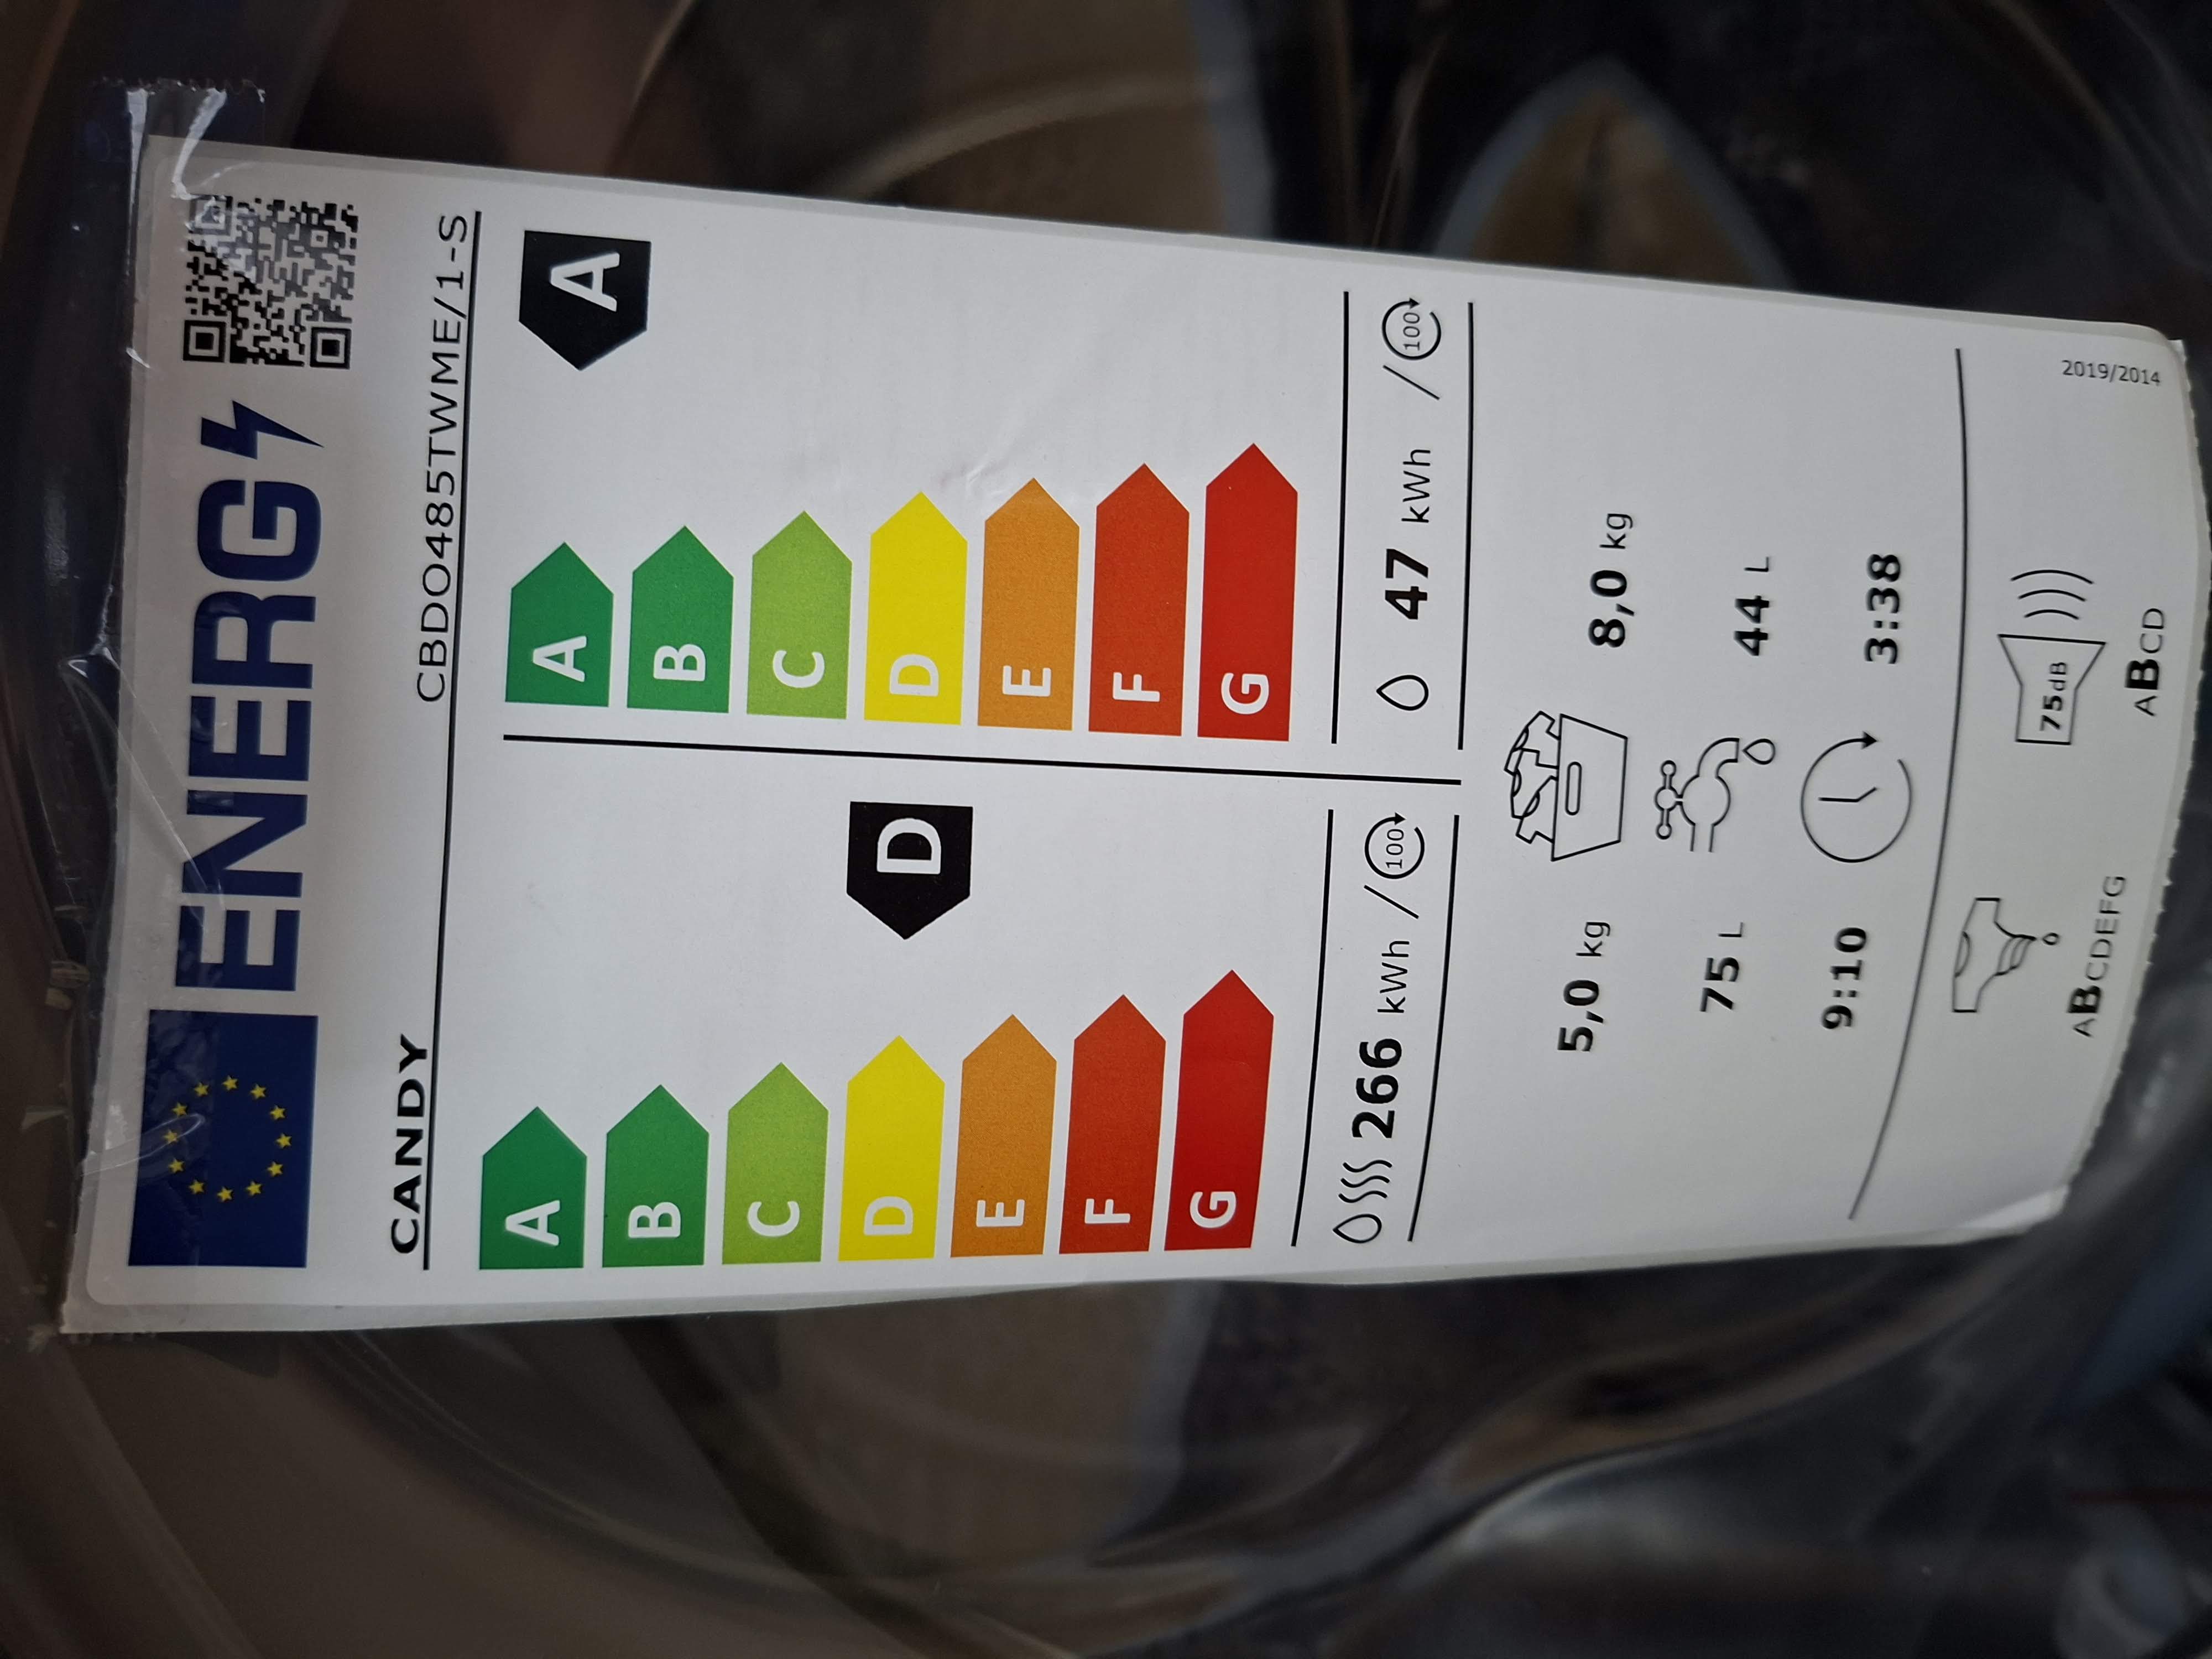 ENERG
CANDY CBDO485TWME/1-S
A A A
B B
C C
D D D
E E
F F
G G
266 kWh / 100 47 kWh / 100
5,0 kg 8,0 kg
75 L 44 L
9:10 3:38
75dB
ABCDEFG ABCD
2019/2014